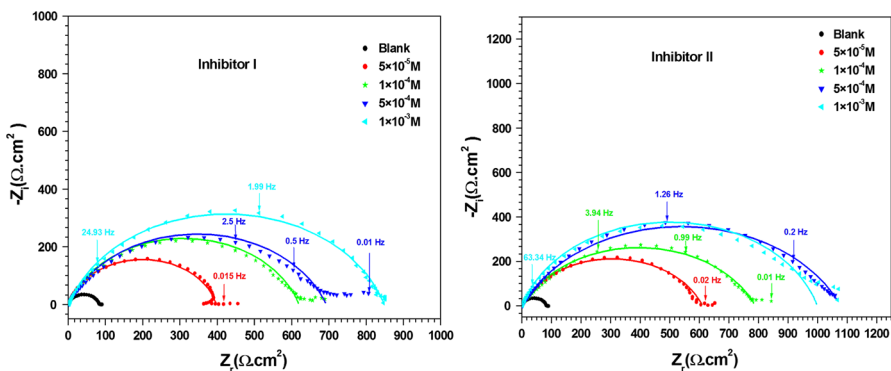 1000
800
600
400
200
0
-Zᵢ(Ω.cm²)
Inhibitor I
Blank
5×10⁻⁵M
1×10⁻⁴M
5×10⁻⁴M
1×10⁻³M
24.93 Hz
1.99 Hz
2.5 Hz
0.5 Hz
0.01 Hz
0.015 Hz
0 100 200 300 400 500 600 700 800 900 1000
Zᵣ(Ω.cm²)
1200
1000
800
600
400
200
0
-Zᵢ(Ω.cm²)
Inhibitor II
Blank
5×10⁻⁵M
1×10⁻⁴M
5×10⁻⁴M
1×10⁻³M
63.34 Hz
3.94 Hz
1.26 Hz
0.99 Hz
0.2 Hz
0.02 Hz
0.01 Hz
0 100 200 300 400 500 600 700 800 900 1000 1100 1200
Zᵣ(Ω.cm²)